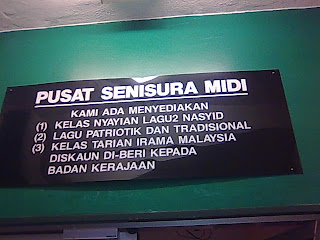 PUSAT SENISURA MIDI
KAMI ADA MENYEDIAKAN
(1) KELAS NYAYIAN LAGU2 NASYID
(2) LAGU PATRIOTIK DAN TRADISIONAL
(3) KELAS TARIAN IRAMA MALAYSIA
DISKAUN DI-BERI KEPADA
BADAN KERAJAAN